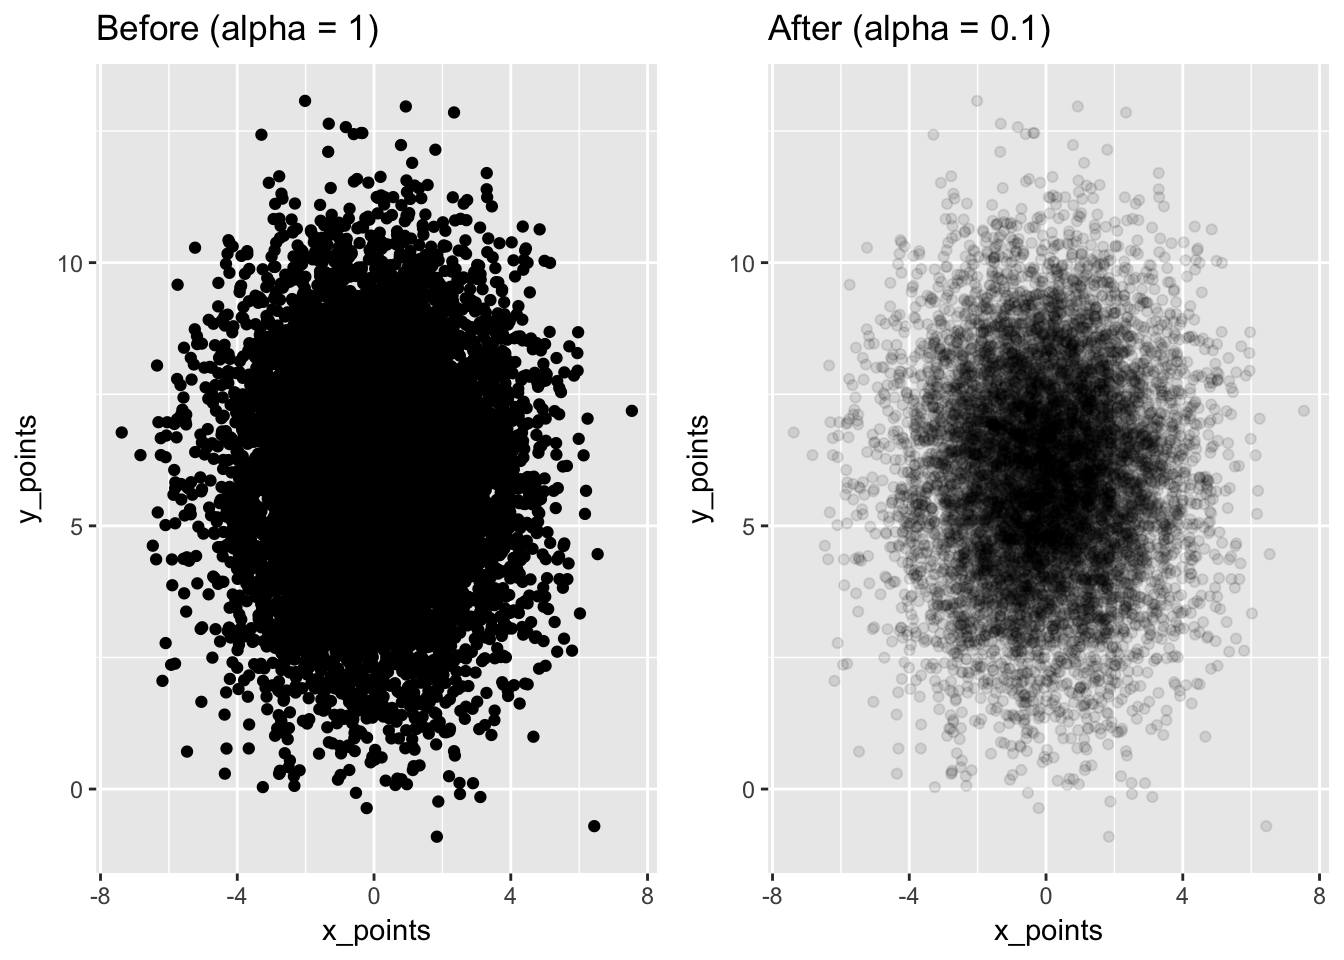 Before (alpha = 1)
y_points
10
5
0
-8 -4 0 4 8
x_points
After (alpha = 0.1)
y_points
10
5
0
-8 -4 0 4 8
x_points